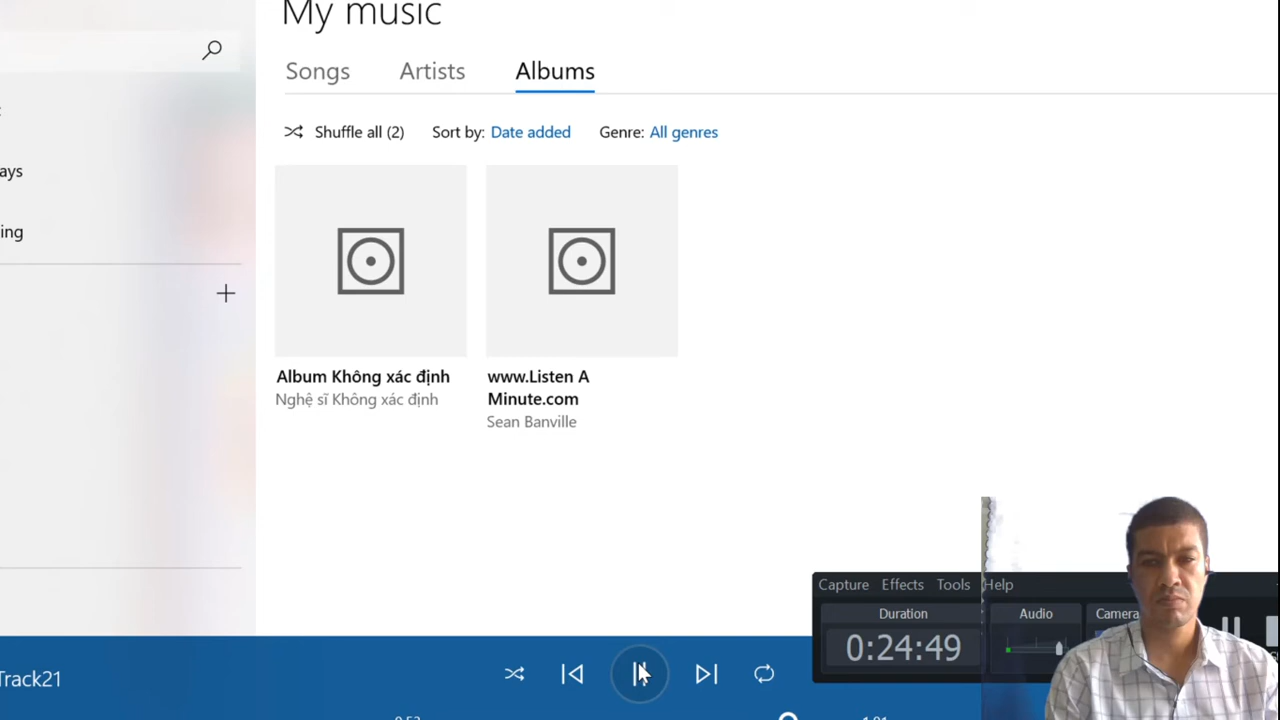 My music
Songs Artists Albums
Shuffle all (2) Sort by: Date added Genre: All genres
ays
ing
Album Không xác định
Nghệ sĩ Không xác định
www.Listen A
Minute.com
Sean Banville
Capture Effects Tools Help
Duration Audio Camera
0:24:49
Track21